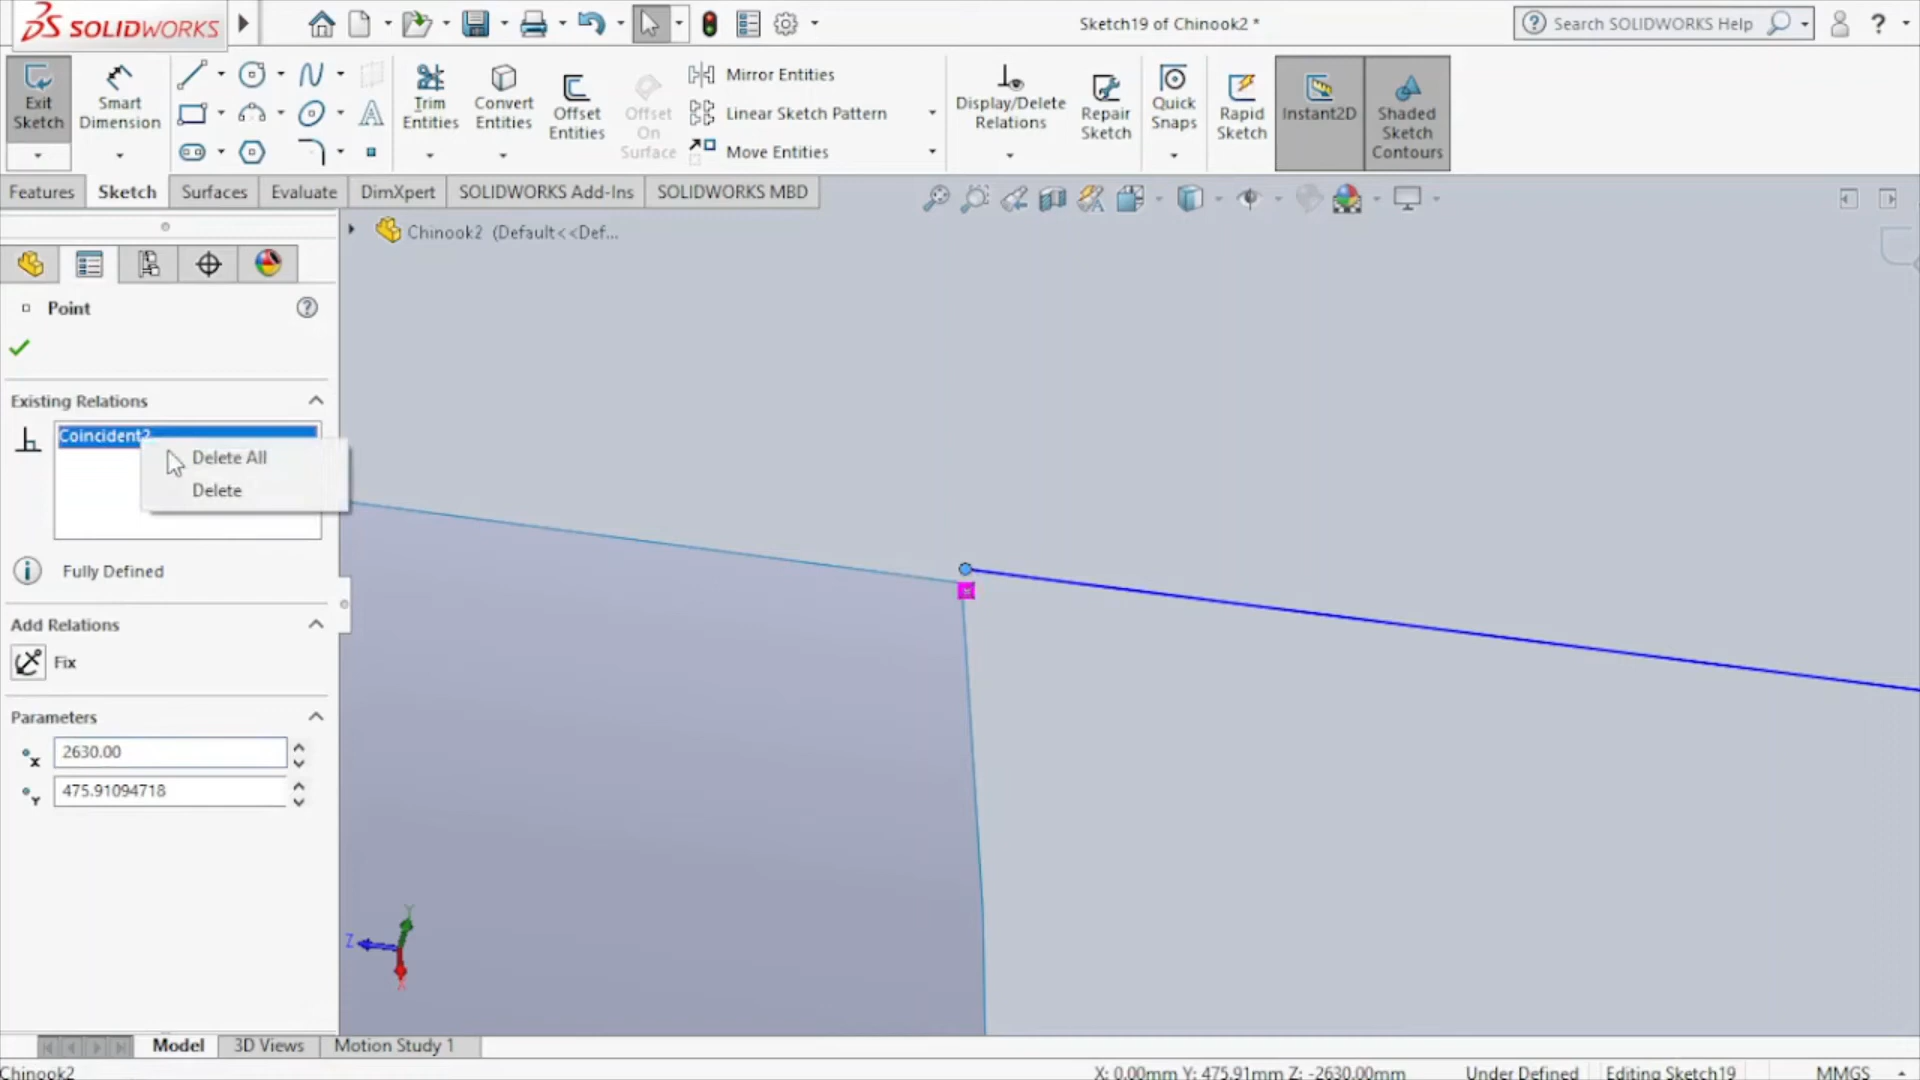 SOLIDWORKS
Sketch19 of Chinook2 *
Search SOLIDWORKS Help
Exit Sketch
Smart Dimension
Trim Entities
Convert Entities
Offset Entities
Offset On Surface
Mirror Entities
Linear Sketch Pattern
Move Entities
Display/Delete Relations
Repair Sketch
Quick Snaps
Rapid Sketch
Instant2D
Shaded Sketch Contours
Features
Sketch
Surfaces
Evaluate
DimXpert
SOLIDWORKS Add-Ins
SOLIDWORKS MBD
Chinook2 (Default<<Def...
Point
Existing Relations
Coincident2
Delete All
Delete
Fully Defined
Add Relations
Fix
Parameters
x 2630.00
Y 475.91094718
Y
Z
X
Model
3D Views
Motion Study 1
Chinook2
X: 0.00mm Y: 475.91mm Z: -2630.00mm
Under Defined
Editing Sketch19
MMGS